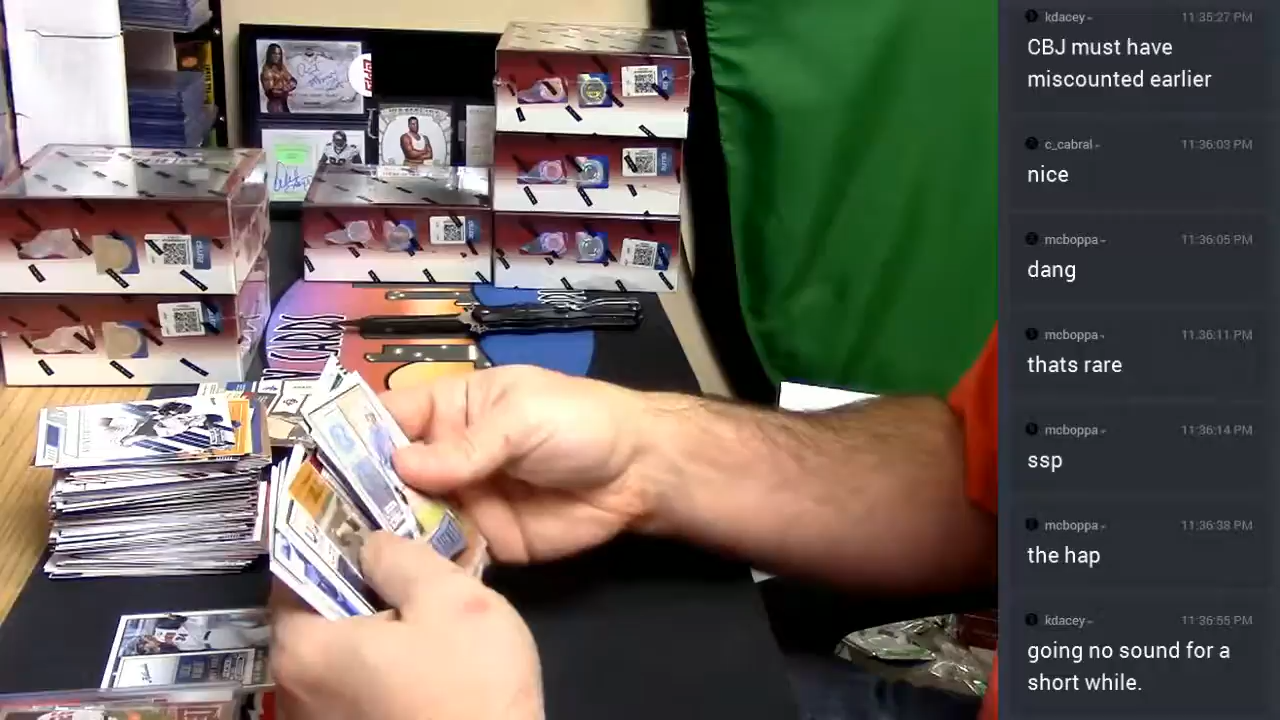 kdacey
11:35:27 PM
CBJ must have
miscounted earlier
c_cabral
11:36:03 PM
nice
mcboppa
11:36:05 PM
dang
mcboppa
11:36:11 PM
thats rare
mcboppa
11:36:14 PM
ssp
mcboppa
11:36:38 PM
the hap
kdacey
11:36:55 PM
going no sound for a
short while.
CARDS